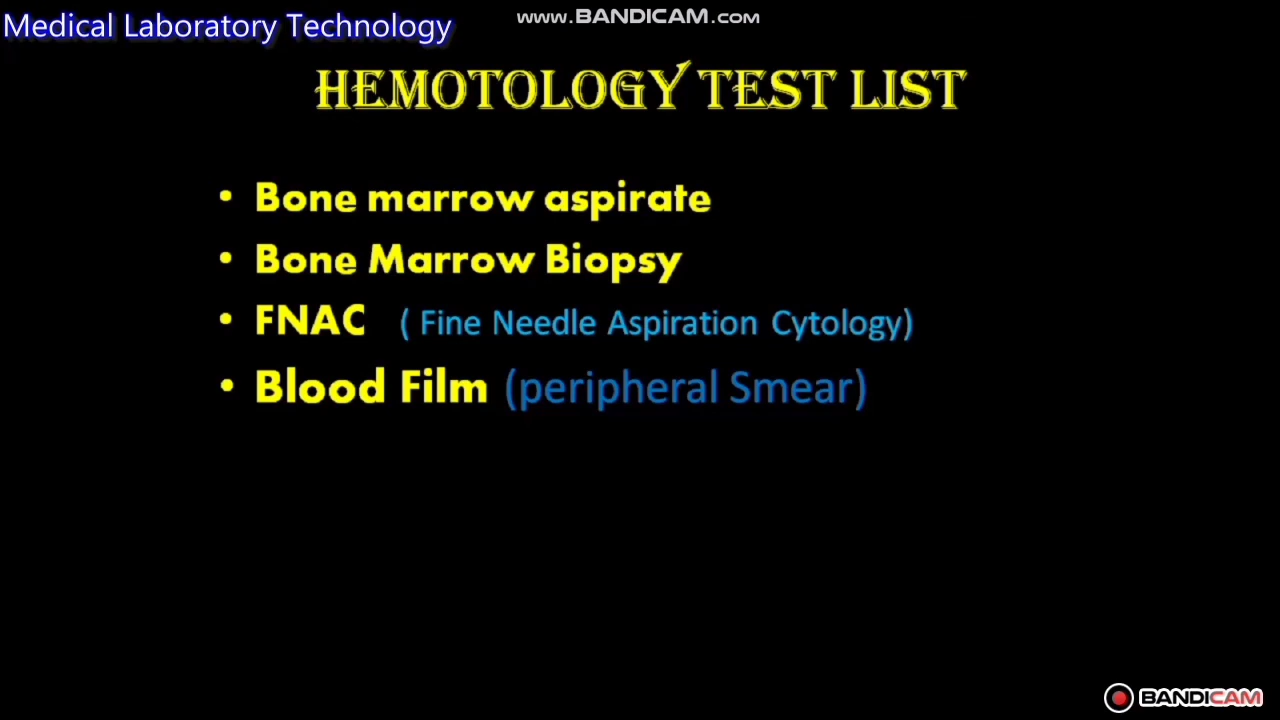 www.BANDICAM.com
Medical Laboratory Technology
HEMOTOLOGY TEST LIST
• Bone marrow aspirate
• Bone Marrow Biopsy
• FNAC ( Fine Needle Aspiration Cytology)
• Blood Film (peripheral Smear)
BANDICAM